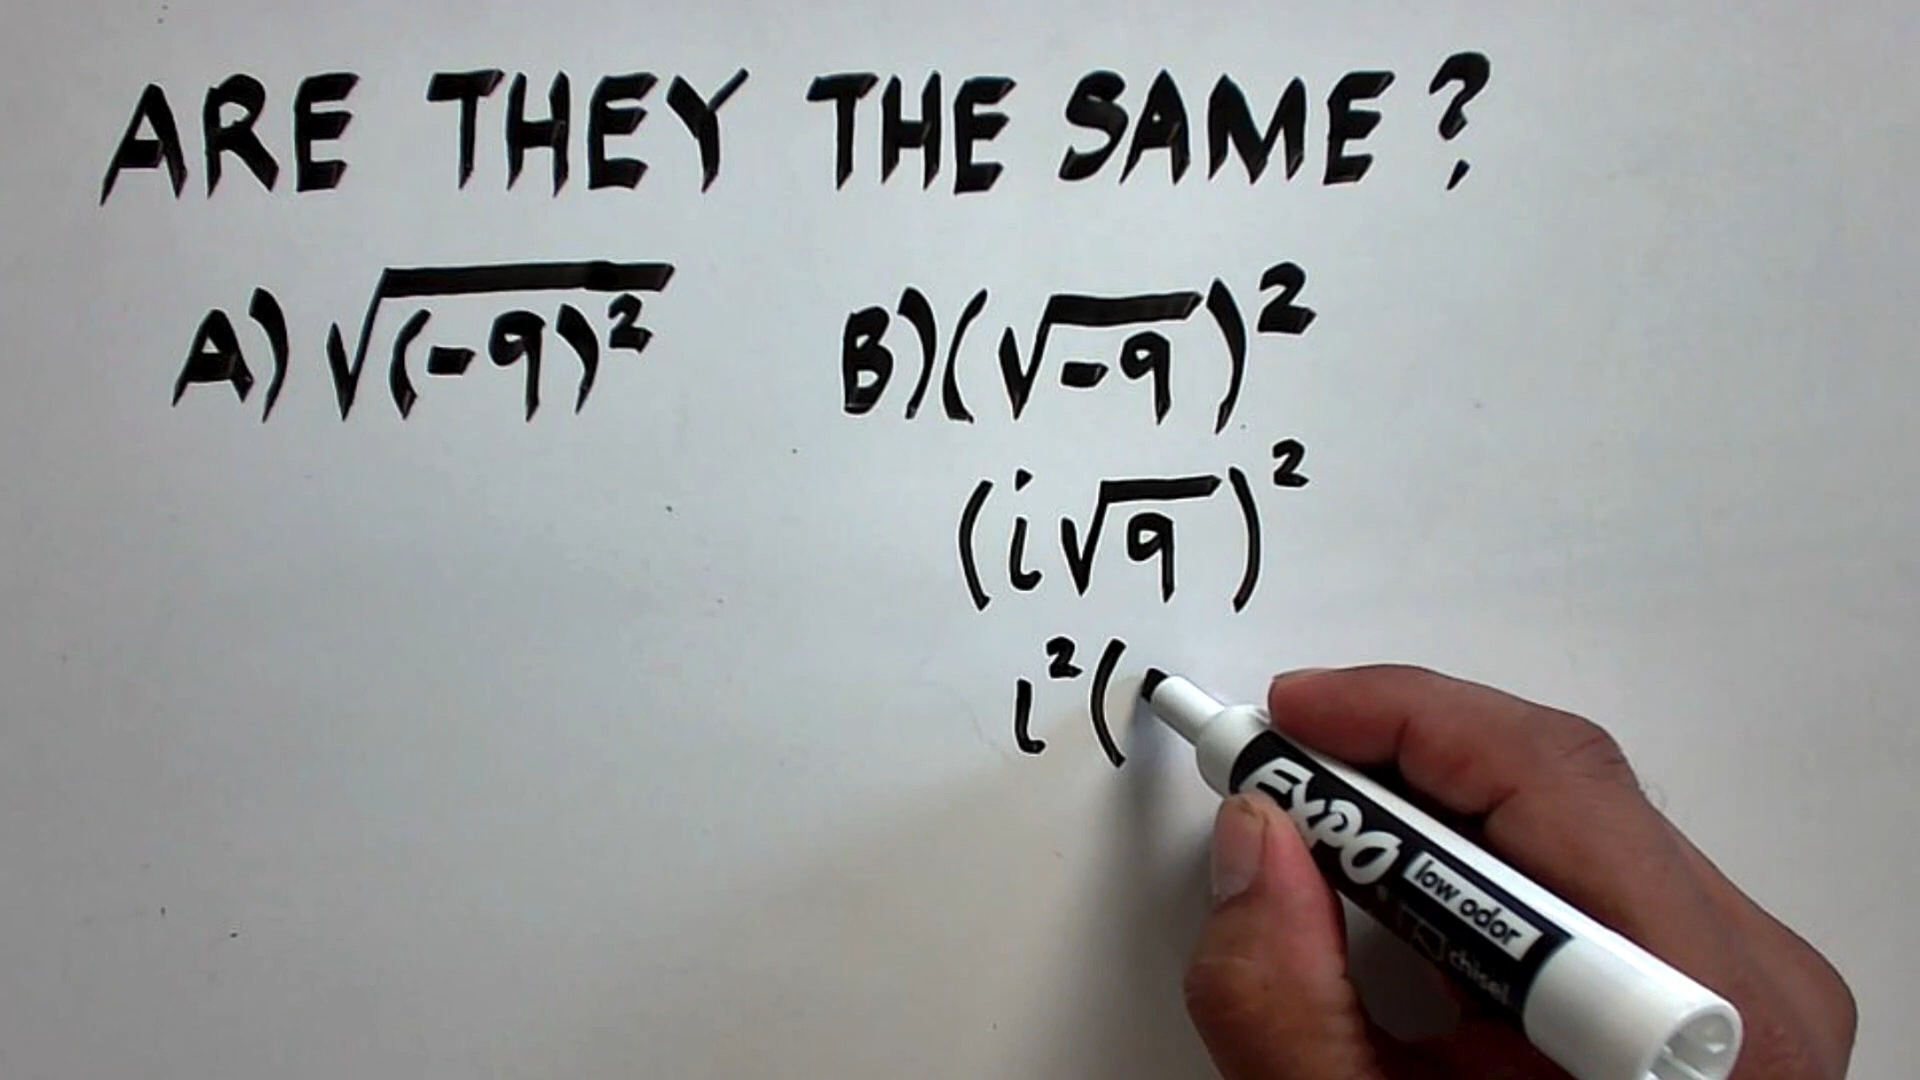 ARE THEY THE SAME?
A) √(-9)² B) (√-9)²
(i√9)²
i²(
EXPO
low odor
chisel